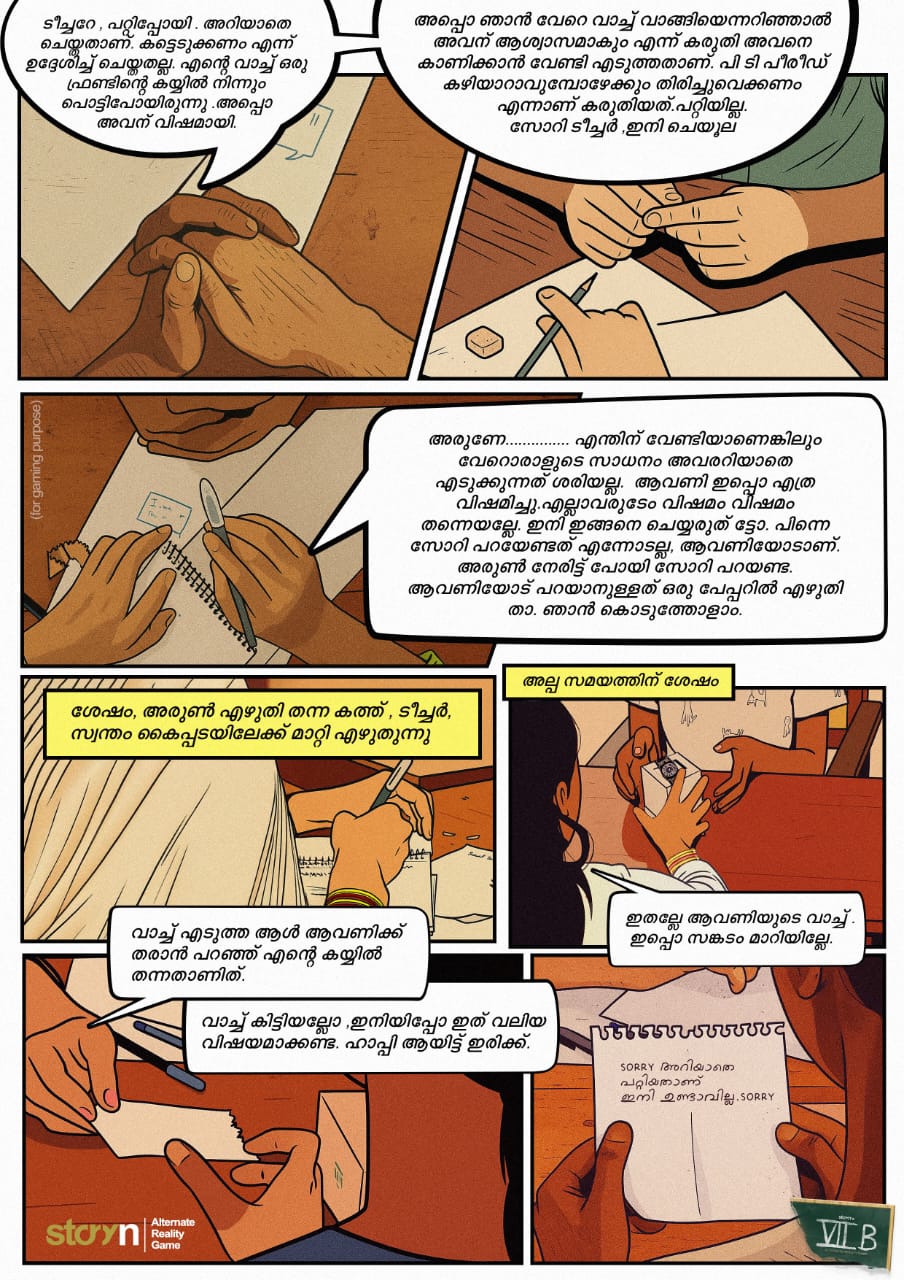 ടീച്ചറേ , പറ്റിപ്പോയി . അറിയാതെ
ചെയ്തതാണ്. കട്ടെടുക്കണം എന്ന്
ഉദ്ദേശിച്ച് ചെയ്തതല്ല. എന്റെ വാച്ച് ഒരു
ഫ്രണ്ടിന്റെ കയ്യിൽ നിന്നും
പൊട്ടിപോയിരുന്നു .അപ്പൊ
അവന് വിഷമായി.
അപ്പൊ ഞാൻ വേറെ വാച്ച് വാങ്ങിയെന്നറിഞ്ഞാൽ
അവന് ആശ്വാസമാകും എന്ന് കരുതി അവനെ
കാണിക്കാൻ വേണ്ടി എടുത്തതാണ്. പി ടി പീരീഡ്
കഴിയാറാവുമ്പോഴേക്കും തിരിച്ചുവെക്കണം
എന്നാണ് കരുതിയത്.പറ്റിയില്ല.
സോറി ടീച്ചർ ,ഇനി ചെയൂല
(for gaming purpose)
അരുണേ............... എന്തിന് വേണ്ടിയാണെങ്കിലും
വേറൊരാളുടെ സാധനം അവരറിയാതെ
എടുക്കുന്നത് ശരിയല്ല. ആവണി ഇപ്പൊ എത്ര
വിഷമിച്ചു.എല്ലാവരുടേം വിഷമം വിഷമം
തന്നെയല്ലേ. ഇനി ഇങ്ങനെ ചെയ്യരുത് ട്ടോ. പിന്നെ
സോറി പറയേണ്ടത് എന്നോടല്ല, ആവണിയോടാണ്.
അരുൺ നേരിട്ട് പോയി സോറി പറയണ്ട.
ആവണിയോട് പറയാനുള്ളത് ഒരു പേപ്പറിൽ എഴുതി
താ. ഞാൻ കൊടുത്തോളാം.
ശേഷം, അരുൺ എഴുതി തന്ന കത്ത് , ടീച്ചർ,
സ്വന്തം കൈപ്പടയിലേക്ക് മാറ്റി എഴുതുന്നു
അല്പ സമയത്തിന് ശേഷം
ഇതല്ലേ ആവണിയുടെ വാച്ച് .
ഇപ്പൊ സങ്കടം മാറിയില്ലേ.
വാച്ച് എടുത്ത ആൾ ആവണിക്ക്
തരാൻ പറഞ്ഞ് എന്റെ കയ്യിൽ
തന്നതാണിത്.
വാച്ച് കിട്ടിയല്ലോ ,ഇനിയിപ്പോ ഇത് വലിയ
വിഷയമാക്കണ്ട. ഹാപ്പി ആയിട്ട് ഇരിക്ക്.
SORRY അറിയാതെ
പറ്റിയതാണ്
ഇനി ഉണ്ടാവില്ല.SORRY
storyn
Alternate
Reality
Game
VII B